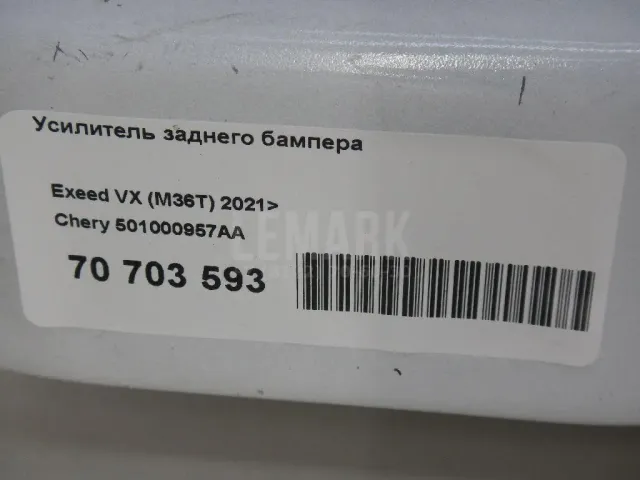 Усилитель заднего бампера
Exeed VX (M36T) 2021>
Chery 501000957AA
LEMARK
70 703 593